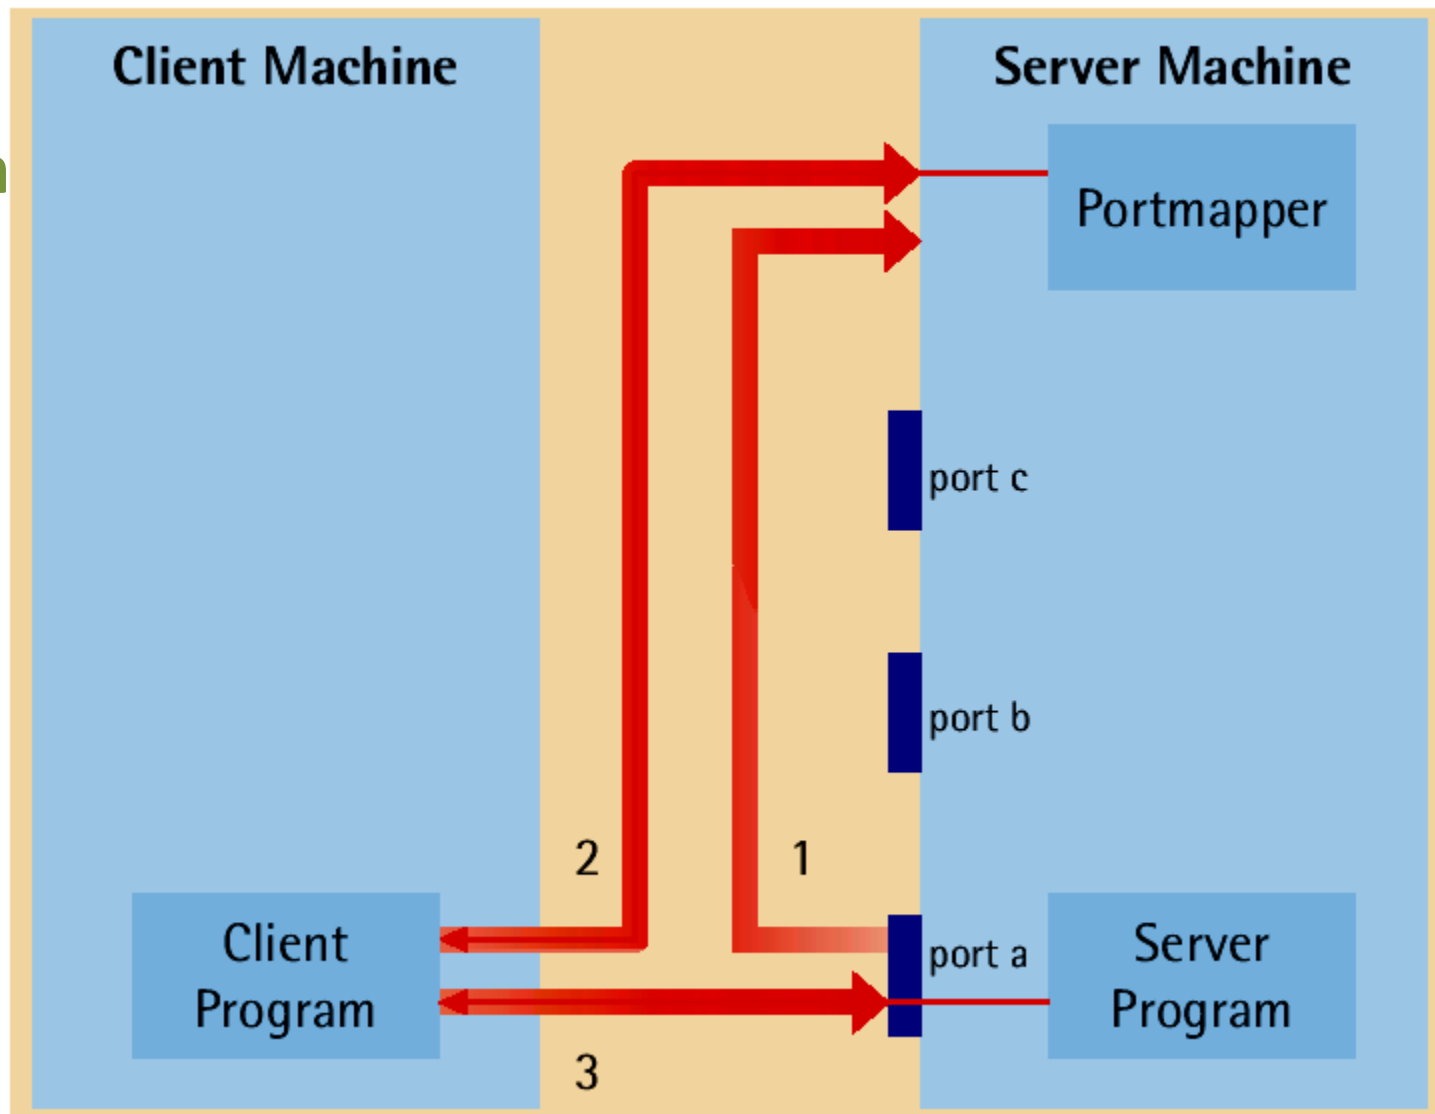 Client Machine
Server Machine
Portmapper
port c
port b
2
1
Client
Program
port a
Server
Program
3